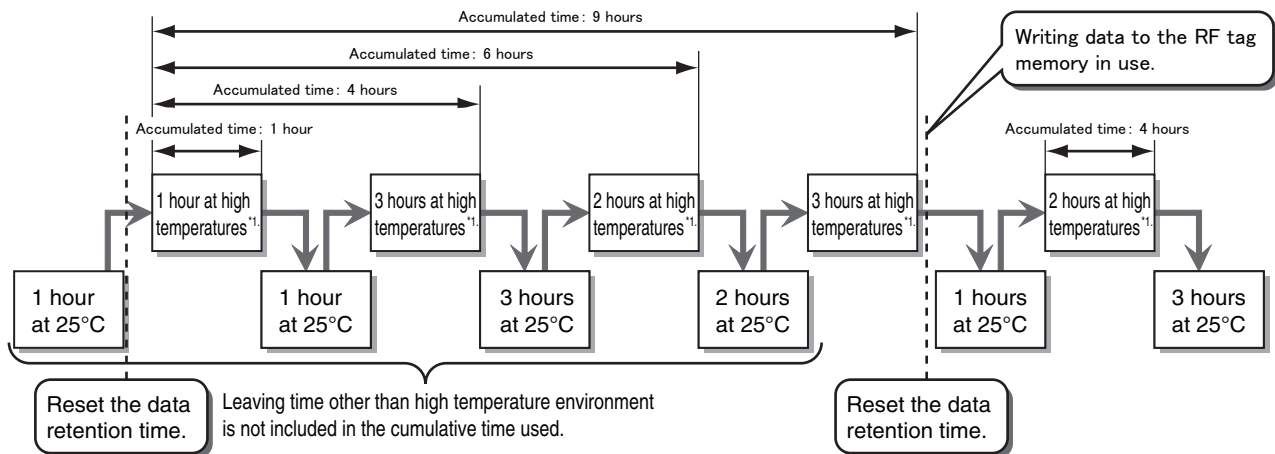 Accumulated time: 9 hours
Accumulated time: 6 hours
Accumulated time: 4 hours
Accumulated time: 1 hour
Writing data to the RF tag
memory in use.
Accumulated time: 4 hours
1 hour at high
temperatures*1.
3 hours at high
temperatures*1.
2 hours at high
temperatures*1.
3 hours at high
temperatures*1.
2 hours at high
temperatures*1.
1 hour
at 25°C
1 hour
at 25°C
3 hours
at 25°C
2 hours
at 25°C
1 hours
at 25°C
3 hours
at 25°C
Reset the data
retention time.
Leaving time other than high temperature environment
is not included in the cumulative time used.
Reset the data
retention time.